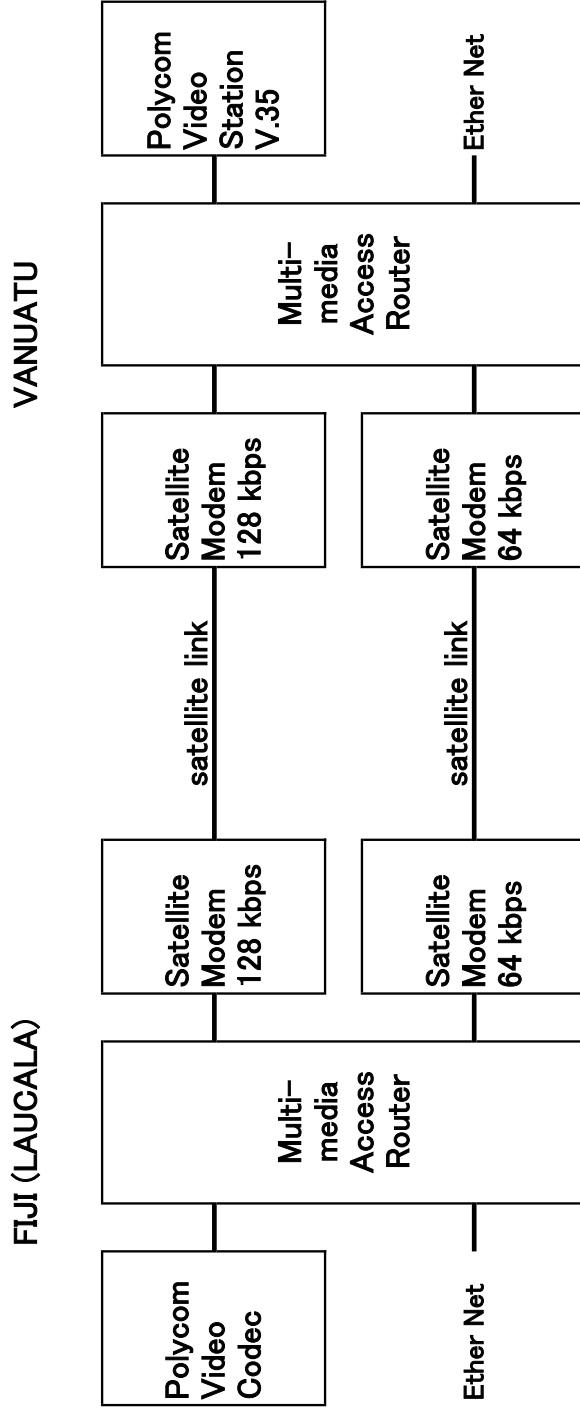 FIJI (LAUCALA)
VANUATU
Polycom
Video
Codec
Multi-
media
Access
Router
Satellite
Modem
128 kbps
satellite link
Satellite
Modem
128 kbps
Multi-
media
Access
Router
Polycom
Video
Station
V.35
Ether Net
Satellite
Modem
64 kbps
satellite link
Satellite
Modem
64 kbps
Ether Net